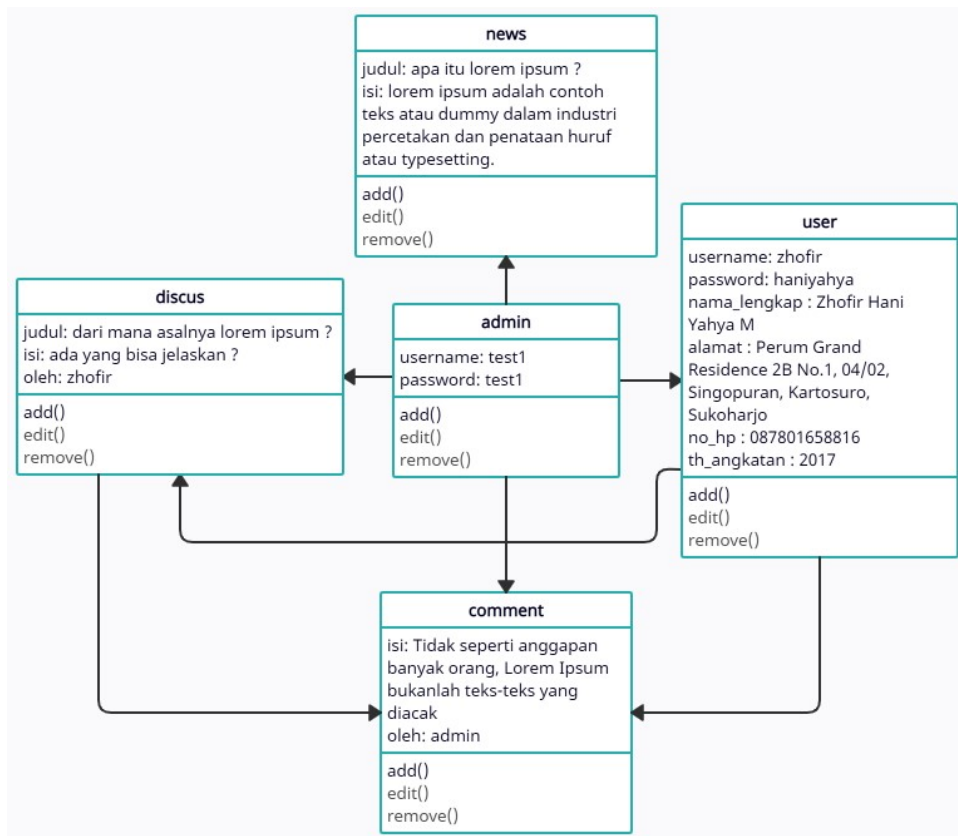 news
judul: apa itu lorem ipsum ?
isi: lorem ipsum adalah contoh
teks atau dummy dalam industri
percetakan dan penataan huruf
atau typesetting.
add()
edit()
remove()
discus
judul: dari mana asalnya lorem ipsum ?
isi: ada yang bisa jelaskan ?
oleh: zhofir
add()
edit()
remove()
admin
username: test1
password: test1
add()
edit()
remove()
user
username: zhofir
password: haniyahya
nama_lengkap : Zhofir Hani
Yahya M
alamat : Perum Grand
Residence 2B No.1, 04/02,
Singopuran, Kartosuro,
Sukoharjo
no_hp : 087801658816
th_angkatan : 2017
add()
edit()
remove()
comment
isi: Tidak seperti anggapan
banyak orang, Lorem Ipsum
bukanlah teks-teks yang
diacak
oleh: admin
add()
edit()
remove()